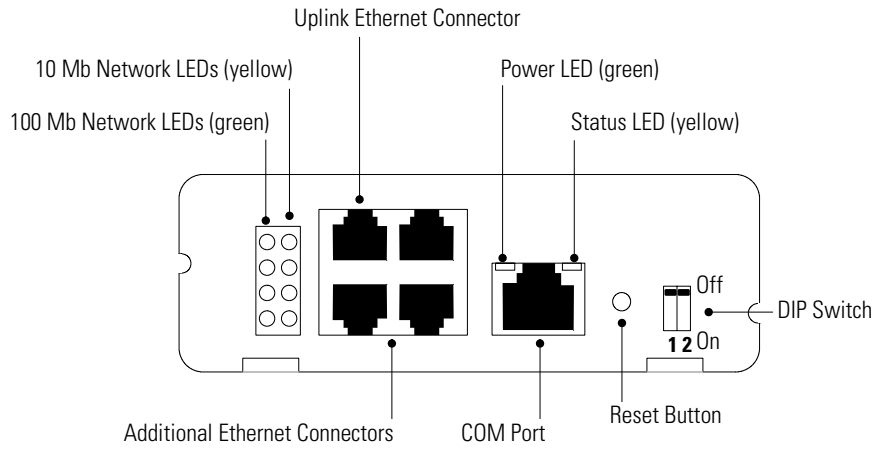 Uplink Ethernet Connector
10 Mb Network LEDs (yellow)
Power LED (green)
100 Mb Network LEDs (green)
Status LED (yellow)
Off
DIP Switch
1 2 On
Reset Button
Additional Ethernet Connectors
COM Port